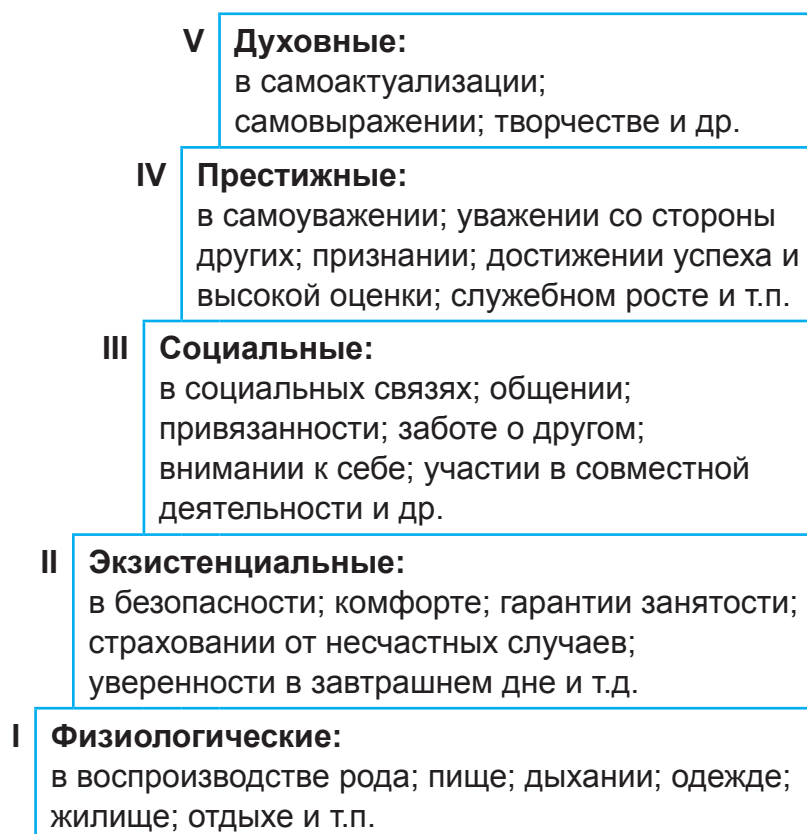 V Духовные:
в самоактуализации;
самовыражении; творчестве и др.
IV Престижные:
в самоуважении; уважении со стороны
других; признании; достижении успеха и
высокой оценки; служебном росте и т.п.
III Социальные:
в социальных связях; общении;
привязанности; заботе о другом;
внимании к себе; участии в совместной
деятельности и др.
II Экзистенциальные:
в безопасности; комфорте; гарантии занятости;
страховании от несчастных случаев;
уверенности в завтрашнем дне и т.д.
I Физиологические:
в воспроизводстве рода; пище; дыхании; одежде;
жилище; отдыхе и т.п.